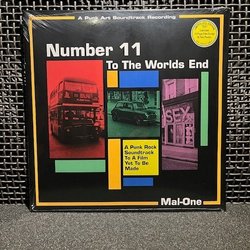 A Punk Art Soundtrack Recording
Number 11
To The Worlds End
SEX
A Punk Rock
Soundtrack
To A Film
Yet To Be
Made
Mal-One